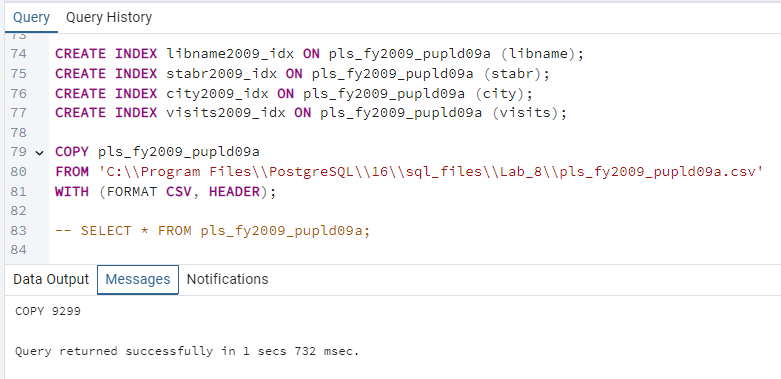 Query Query History
73
74 CREATE INDEX libname2009_idx ON pls_fy2009_pupld09a (libname);
75 CREATE INDEX stabr2009_idx ON pls_fy2009_pupld09a (stabr);
76 CREATE INDEX city2009_idx ON pls_fy2009_pupld09a (city);
77 CREATE INDEX visits2009_idx ON pls_fy2009_pupld09a (visits);
78
79 COPY pls_fy2009_pupld09a
80 FROM 'C:\\Program Files\\PostgreSQL\\16\\sql_files\\Lab_8\\pls_fy2009_pupld09a.csv'
81 WITH (FORMAT CSV, HEADER);
82
83 -- SELECT * FROM pls_fy2009_pupld09a;
84
Data Output Messages Notifications
COPY 9299
Query returned successfully in 1 secs 732 msec.